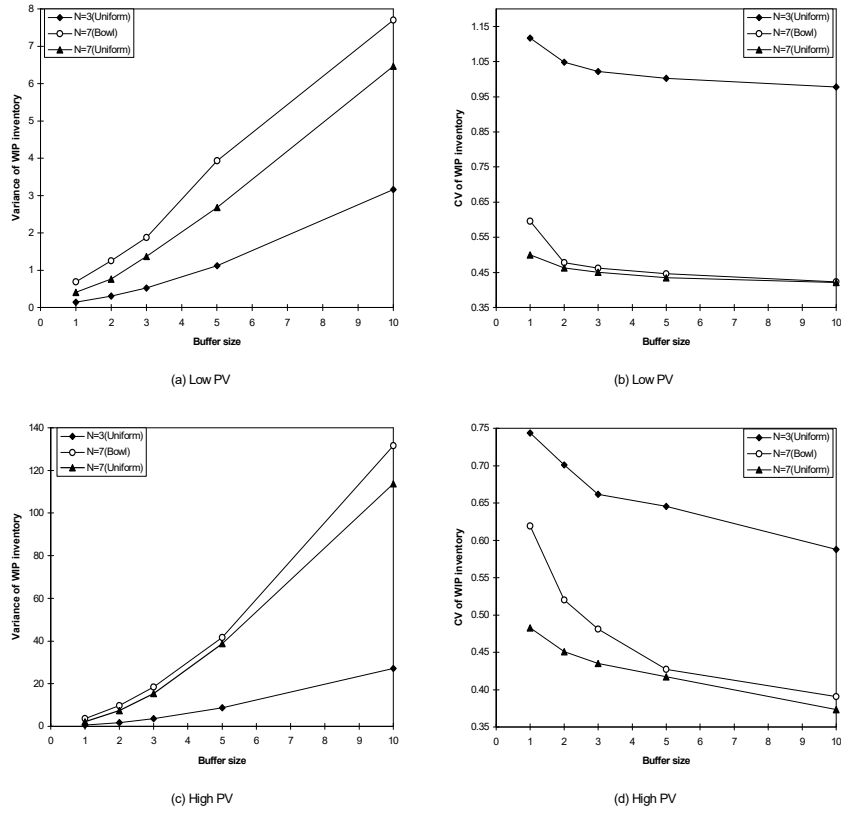 N=3(Uniform)
N=7(Bowl)
N=7(Uniform)
Variance of WIP inventory
8
7
6
5
4
3
2
1
0
0 1 2 3 4 5 6 7 8 9 10
Buffer size
(a) Low PV
N=3(Uniform)
N=7(Bowl)
N=7(Uniform)
CV of WIP inventory
1.15
1.05
0.95
0.85
0.75
0.65
0.55
0.45
0.35
0 1 2 3 4 5 6 7 8 9 10
Buffer size
(b) Low PV
N=3(Uniform)
N=7(Bowl)
N=7(Uniform)
Variance of WIP inventory
140
120
100
80
60
40
20
0
0 1 2 3 4 5 6 7 8 9 10
Buffer size
(c) High PV
N=3(Uniform)
N=7(Bowl)
N=7(Uniform)
CV of WIP inventory
0.75
0.70
0.65
0.60
0.55
0.50
0.45
0.40
0.35
0 1 2 3 4 5 6 7 8 9 10
Buffer size
(d) High PV